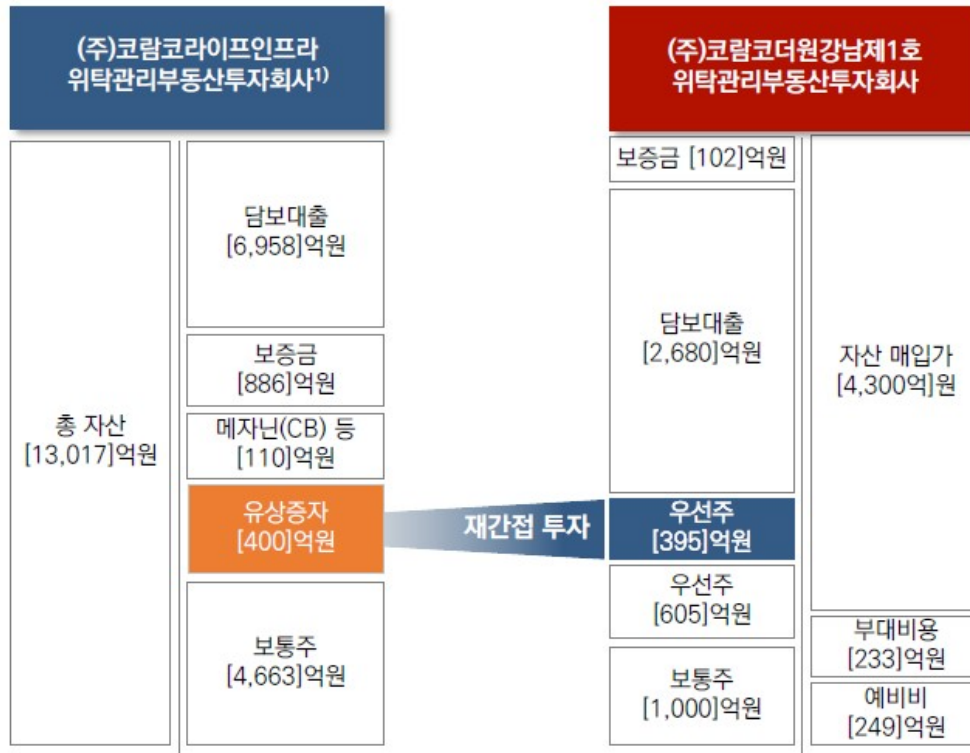 (주)코람코라이프인프라
위탁관리부동산투자회사1)
총 자산
[13,017]억원
담보대출
[6,958]억원
보증금
[886]억원
메자닌(CB) 등
[110]억원
유상증자
[400]억원
보통주
[4,663]억원
재간접 투자
(주)코람코더원강남제1호
위탁관리부동산투자회사
보증금 [102]억원
담보대출
[2,680]억원
우선주
[395]억원
우선주
[605]억원
보통주
[1,000]억원
자산 매입가
[4,300억]원
부대비용
[233]억원
예비비
[249]억원